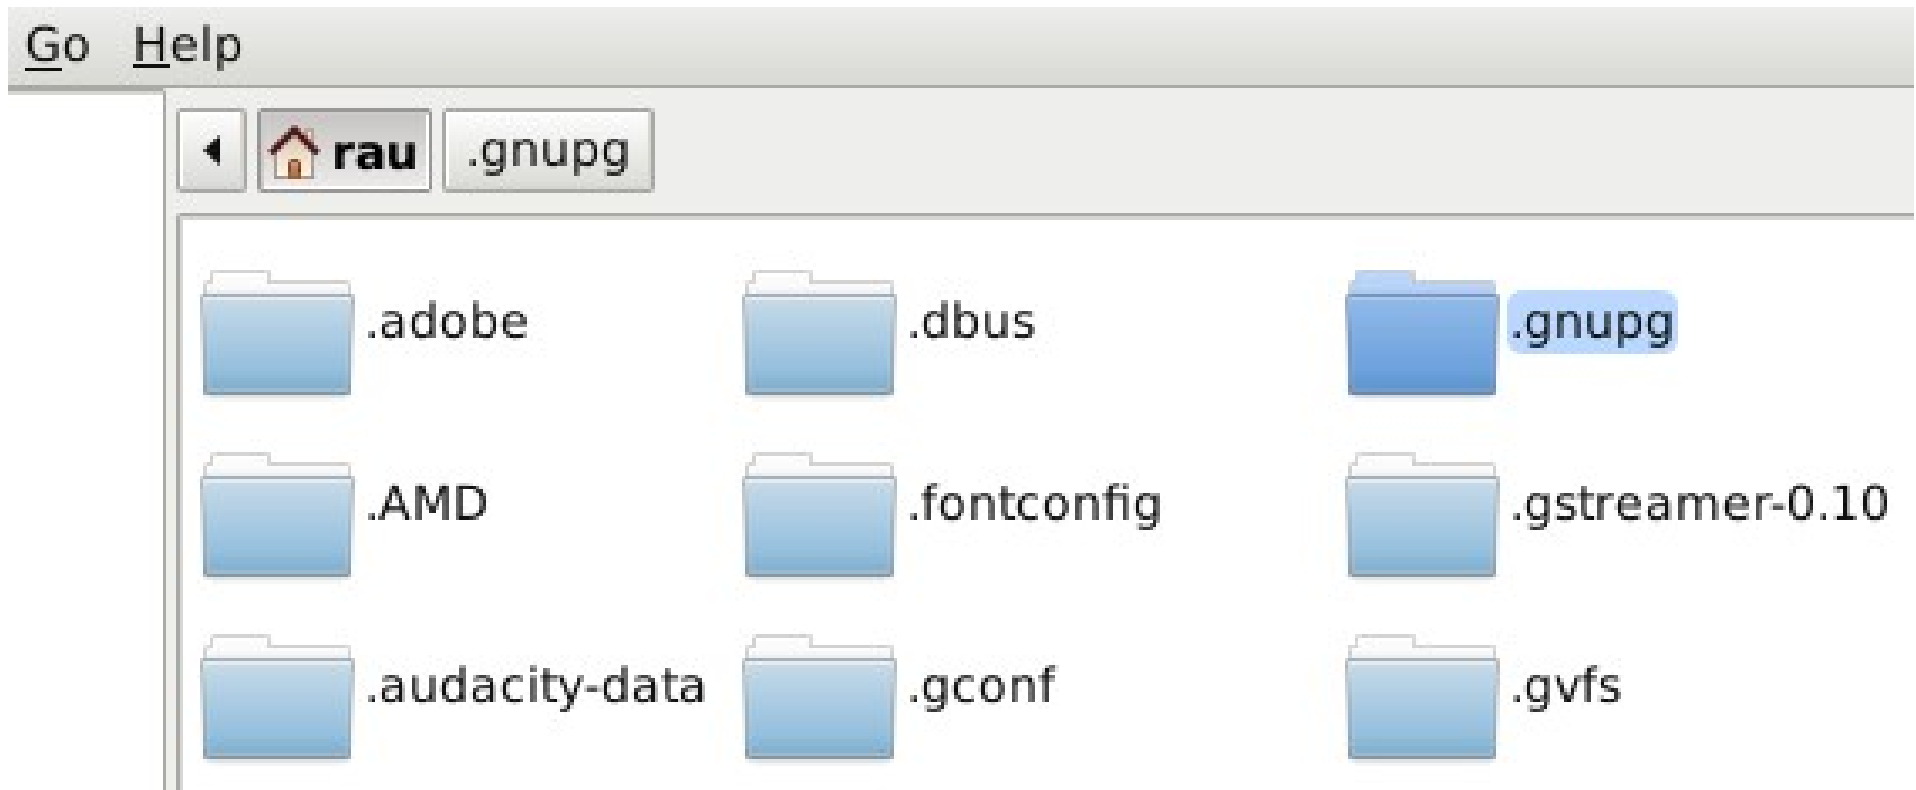 Go Help
rau .gnupg
.adobe .dbus .gnupg
.AMD .fontconfig .gstreamer-0.10
.audacity-data .gconf .gvfs